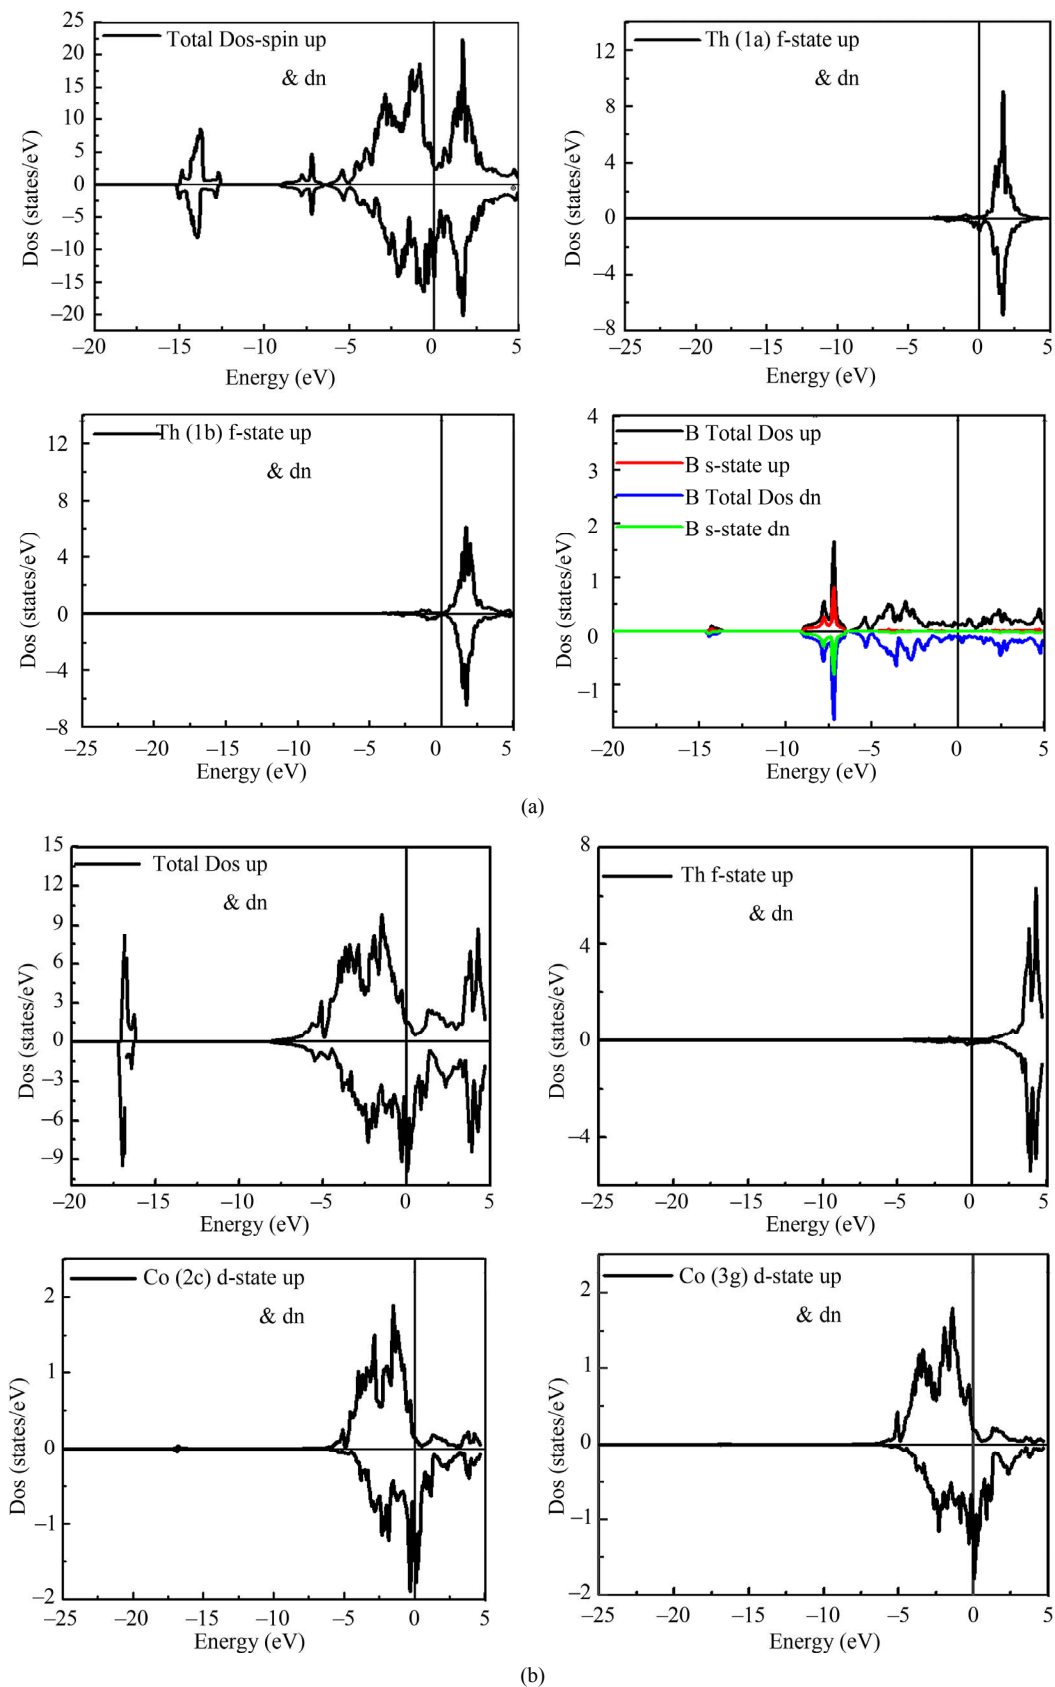 Total Dos-spin up
& dn
Dos (states/eV)
25
20
15
10
5
0
–5
–10
–15
–20
–20 –15 –10 –5 0 5
Energy (eV)
Th (1a) f-state up
& dn
Dos (states/eV)
12
8
4
0
–4
–8
–25 –20 –15 –10 –5 0 5
Energy (eV)
Th (1b) f-state up
& dn
Dos (states/eV)
12
8
4
0
–4
–8
–25 –20 –15 –10 –5 0 5
Energy (eV)
B Total Dos up
B s-state up
B Total Dos dn
B s-state dn
Dos (states/eV)
4
3
2
1
0
–1
–20 –15 –10 –5 0 5
Energy (eV)
(a)
Total Dos up
& dn
Dos (states/eV)
15
12
9
6
3
0
–3
–6
–9
–20 –15 –10 –5 0 5
Energy (eV)
Th f-state up
& dn
Dos (states/eV)
8
4
0
–4
–25 –20 –15 –10 –5 0 5
Energy (eV)
Co (2c) d-state up
& dn
Dos (states/eV)
2
1
0
–1
–2
–25 –20 –15 –10 –5 0 5
Energy (eV)
Co (3g) d-state up
& dn
Dos (states/eV)
2
1
0
–1
–2
–25 –20 –15 –10 –5 0 5
Energy (eV)
(b)